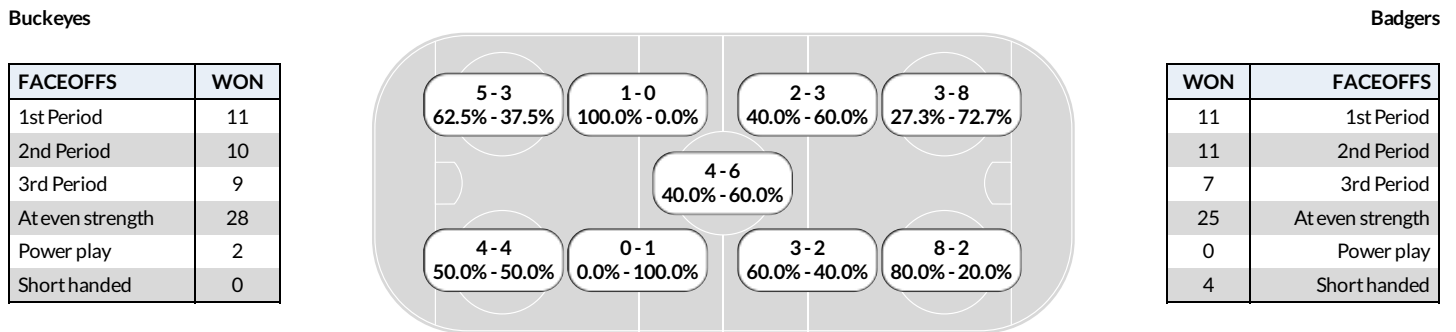 Buckeyes
Badgers
FACEOFFS WON
1st Period 11
2nd Period 10
3rd Period 9
At even strength 28
Power play 2
Short handed 0
5 - 3
62.5% - 37.5%
1 - 0
100.0% - 0.0%
2 - 3
40.0% - 60.0%
3 - 8
27.3% - 72.7%
4 - 6
40.0% - 60.0%
4 - 4
50.0% - 50.0%
0 - 1
0.0% - 100.0%
3 - 2
60.0% - 40.0%
8 - 2
80.0% - 20.0%
WON FACEOFFS
11 1st Period
11 2nd Period
7 3rd Period
25 At even strength
0 Power play
4 Short handed